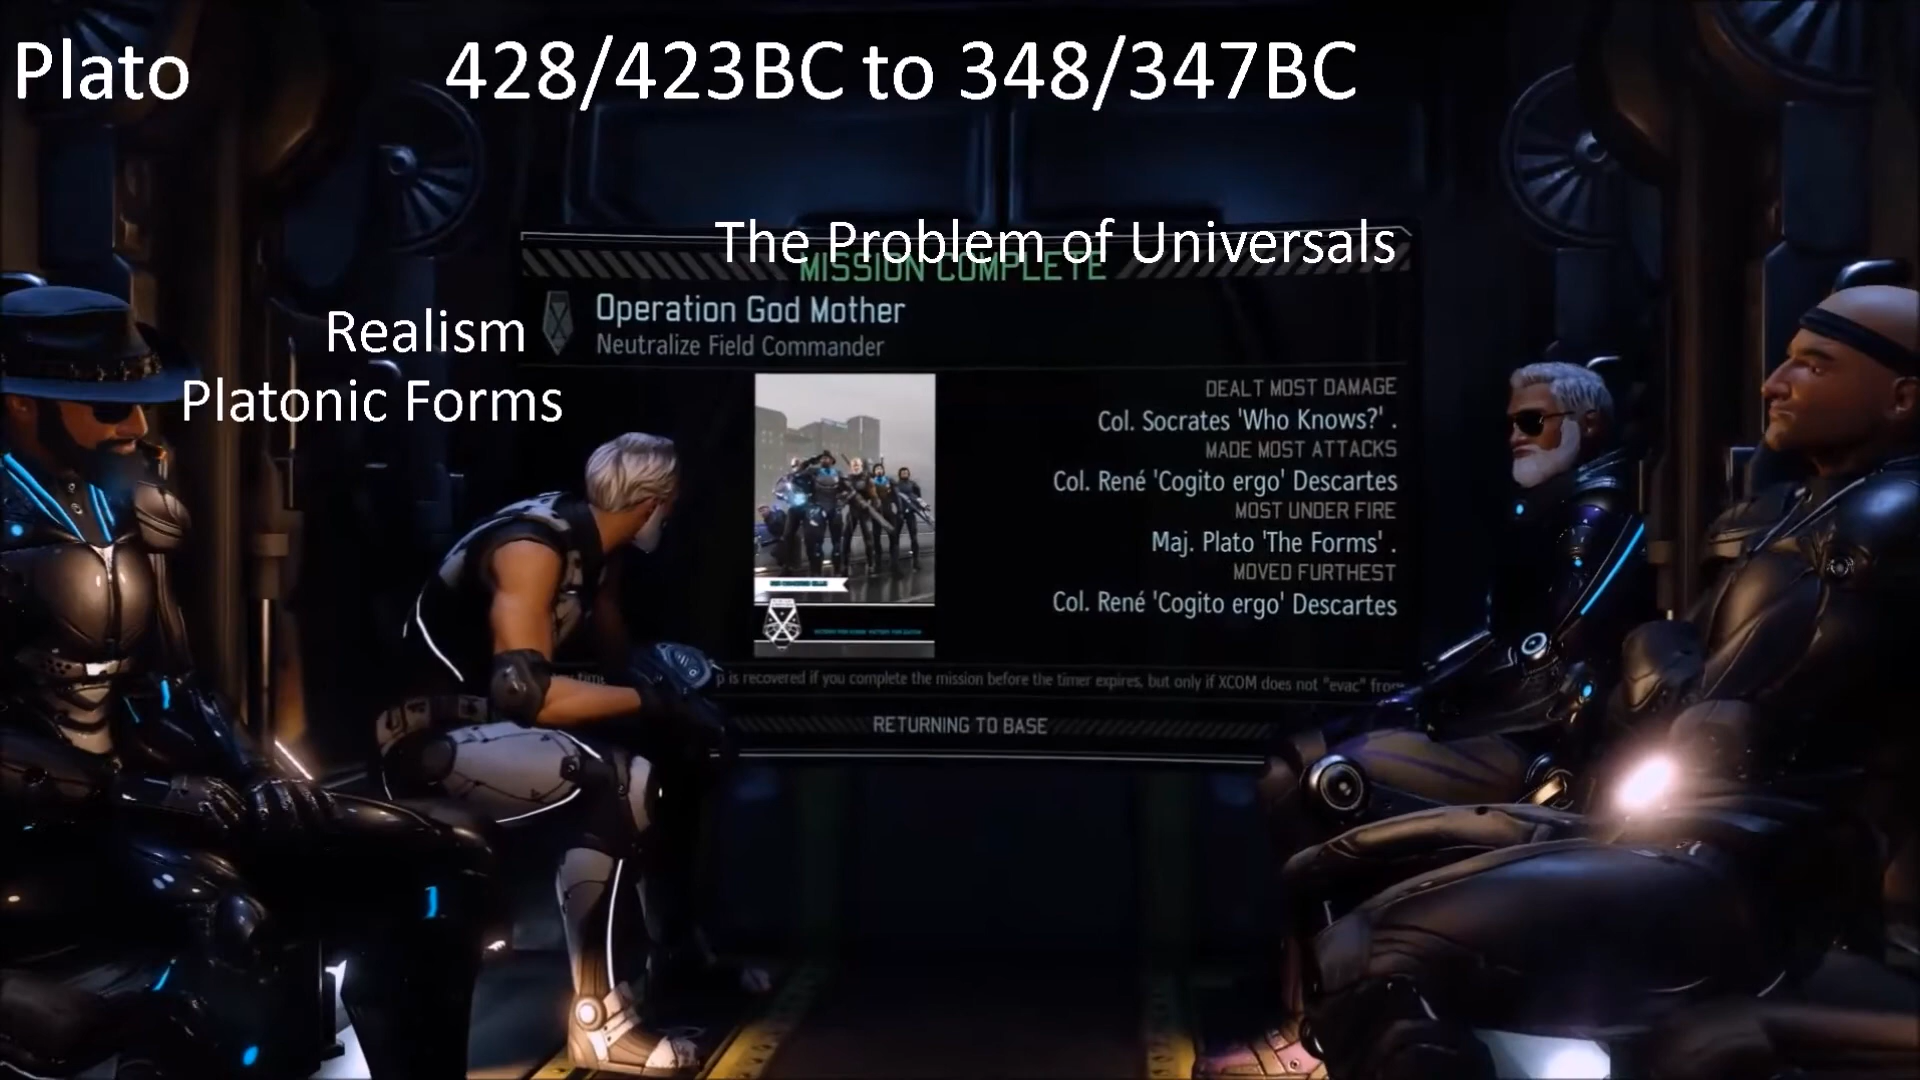 Plato 428/423BC to 348/347BC
The Problem of Universals
MISSION COMPLETE
Realism
Platonic Forms
Operation God Mother
Neutralize Field Commander
DEALT MOST DAMAGE
Col. Socrates 'Who Knows?' .
MADE MOST ATTACKS
Col. René 'Cogito ergo' Descartes
MOST UNDER FIRE
Maj. Plato 'The Forms' .
MOVED FURTHEST
Col. René 'Cogito ergo' Descartes
is recovered if you complete the mission before the timer expires, but only if XCOM does not "evac" from
RETURNING TO BASE